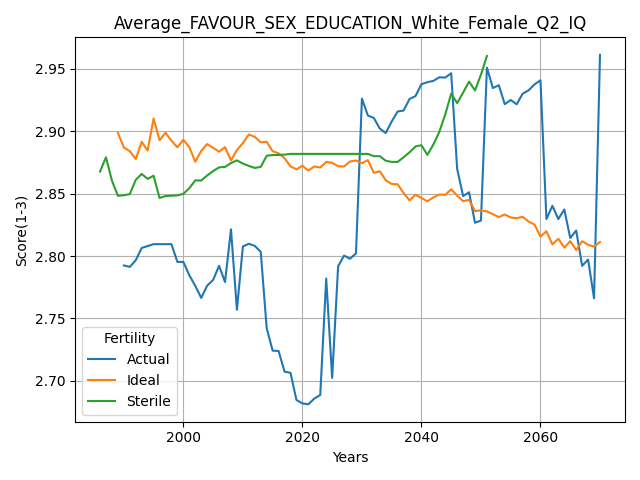 Average_FAVOUR_SEX_EDUCATION_White_Female_Q2_IQ
2.95
2.90
2.85
2.80
2.75
2.70
Score(1-3)
Fertility
Actual
Ideal
Sterile
2000
2020
2040
2060
Years